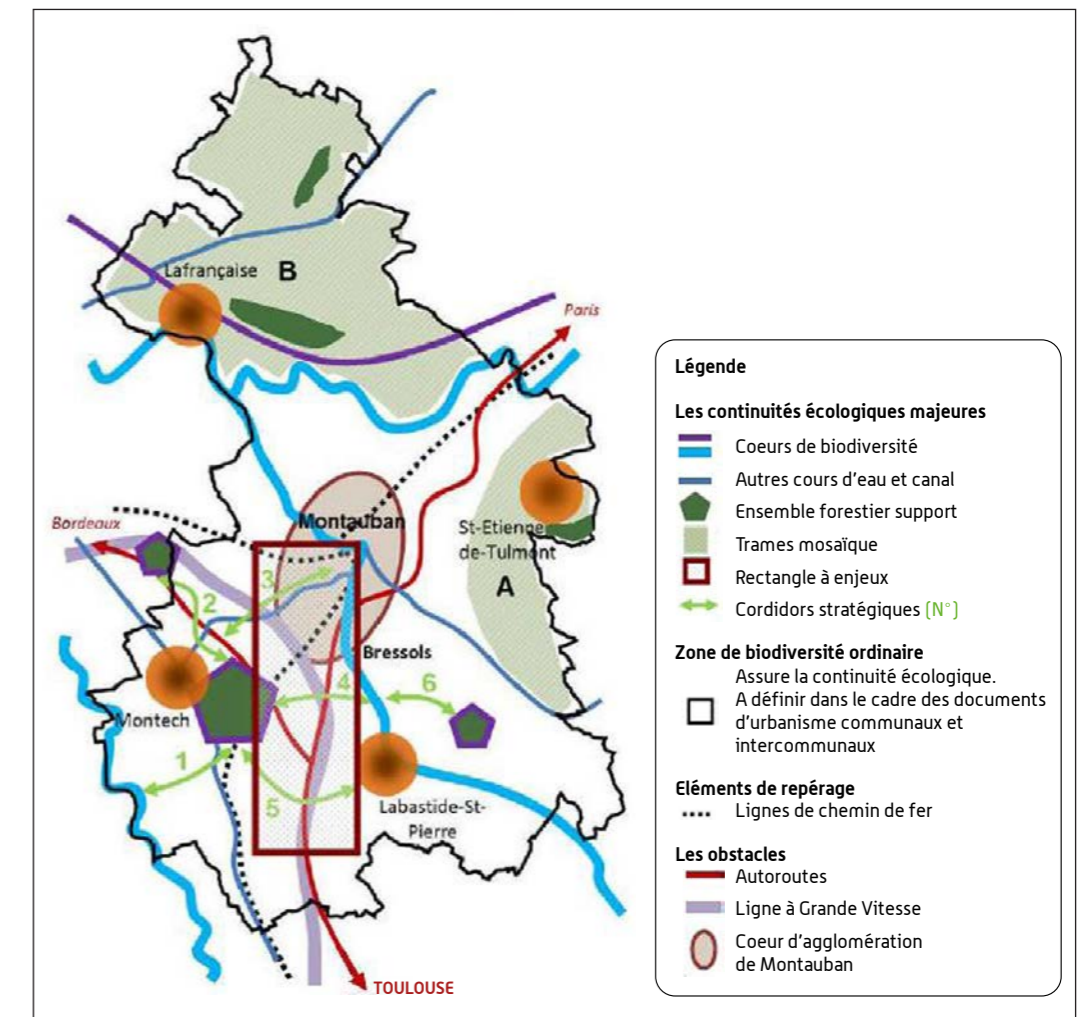 Lafrançaise
B
Paris
Bordeaux
Montauban
St-Etienne
de-Tulmont
A
3
2
Bressols
4
6
Montech
1
5
Labastide-St-
Pierre
TOULOUSE
Légende
Les continuités écologiques majeures
Coeurs de biodiversité
Autres cours d'eau et canal
Ensemble forestier support
Trames mosaïque
Rectangle à enjeux
Cordidors stratégiques (N°)
Zone de biodiversité ordinaire
Assure la continuité écologique.
A définir dans le cadre des documents
d'urbanisme communaux et
intercommunaux
Eléments de repérage
Lignes de chemin de fer
Les obstacles
Autoroutes
Ligne à Grande Vitesse
Coeur d'agglomération
de Montauban